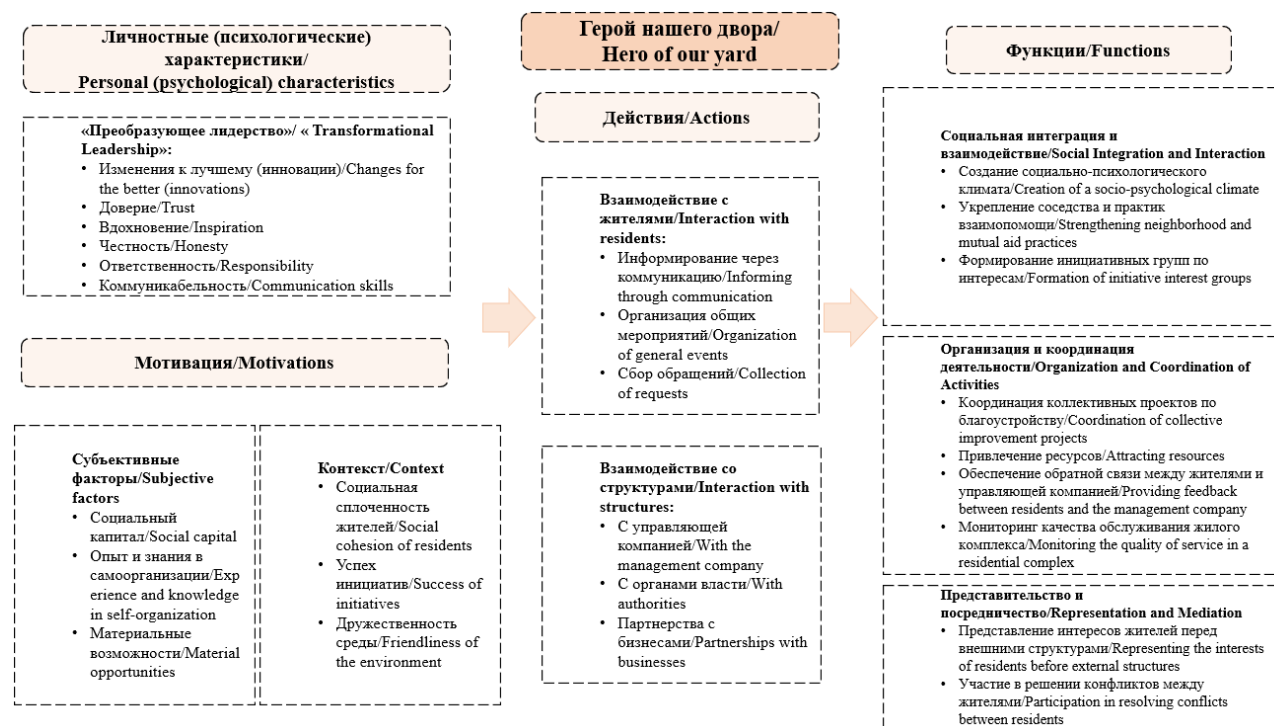 Личностные (психологические)
характеристики/
Personal (psychological) characteristics
«Преобразующее лидерство»/ « Transformational
Leadership»:
• Изменения к лучшему (инновации)/Changes for
the better (innovations)
• Доверие/Trust
• Вдохновение/Inspiration
• Честность/Honesty
• Ответственность/Responsibility
• Коммуникабельность/Communication skills
Мотивация/Motivations
Субъективные
факторы/Subjective
factors
• Социальный
капитал/Social capital
• Опыт и знания в
самоорганизации/Exp
erience and knowledge
in self-organization
• Материальные
возможности/Material
opportunities
Контекст/Context
• Социальная
сплоченность
жителей/Social
cohesion of residents
• Успех
инициатив/Success of
initiatives
• Дружественность
среды/Friendliness of
the environment
Герой нашего двора/
Hero of our yard
Действия/Actions
Взаимодействие с
жителями/Interaction with
residents:
• Информирование через
коммуникацию/Informing
through communication
• Организация общих
мероприятий/Organization
of general events
• Сбор обращений/Collection
of requests
Взаимодействие со
структурами/Interaction with
structures:
• С управляющей
компанией/With the
management company
• С органами власти/With
authorities
• Партнерства с
бизнесами/Partnerships with
businesses
Функции/Functions
Социальная интеграция и
взаимодействие/Social Integration and Interaction
• Создание социально-психологического
климата/Creation of a socio-psychological climate
• Укрепление соседства и практик
взаимопомощи/Strengthening neighborhood and
mutual aid practices
• Формирование инициативных групп по
интересам/Formation of initiative interest groups
Организация и координация
деятельности/Organization and Coordination of
Activities
• Координация коллективных проектов по
благоустройству/Coordination of collective
improvement projects
• Привлечение ресурсов/Attracting resources
• Обеспечение обратной связи между жителями и
управляющей компанией/Providing feedback
between residents and the management company
• Мониторинг качества обслуживания жилого
комплекса/Monitoring the quality of service in a
residential complex
Представительство и
посредничество/Representation and Mediation
• Представление интересов жителей перед
внешними структурами/Representing the interests
of residents before external structures
• Участие в решении конфликтов между
жителями/Participation in resolving conflicts
between residents